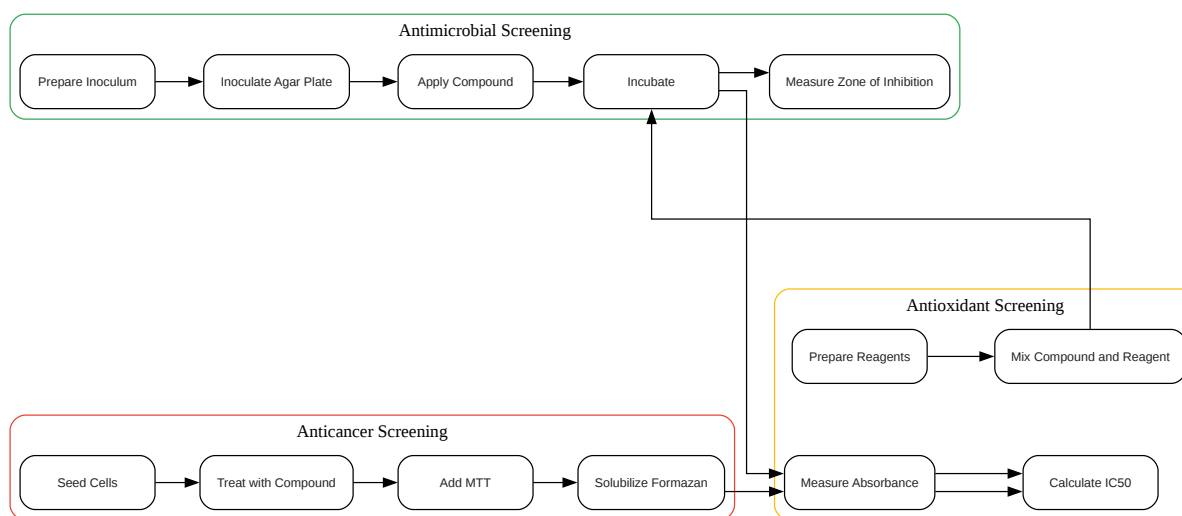 Antimicrobial Screening
Prepare Inoculum
Inoculate Agar Plate
Apply Compound
Incubate
Measure Zone of Inhibition
Antioxidant Screening
Prepare Reagents
Mix Compound and Reagent
Anticancer Screening
Seed Cells
Treat with Compound
Add MTT
Solubilize Formazan
Measure Absorbance
Calculate IC50